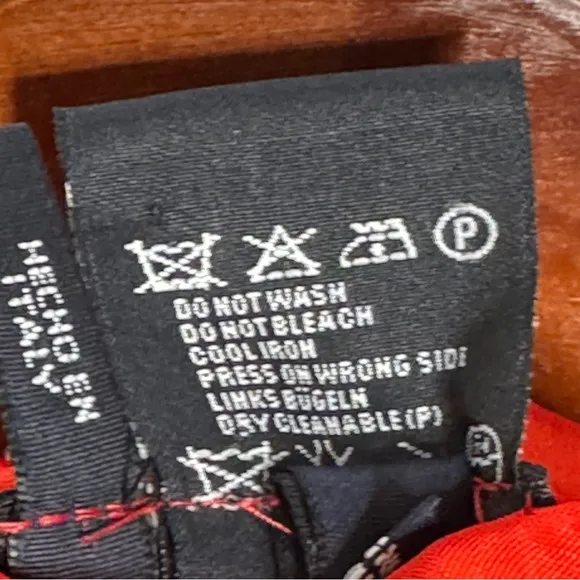 P
DO NOT WASH
DO NOT BLEACH
COOL IRON
PRESS ON WRONG SIDE
LINKS BÜGELN
DRY CLEANABLE (P)
HECHO EN
ITALY